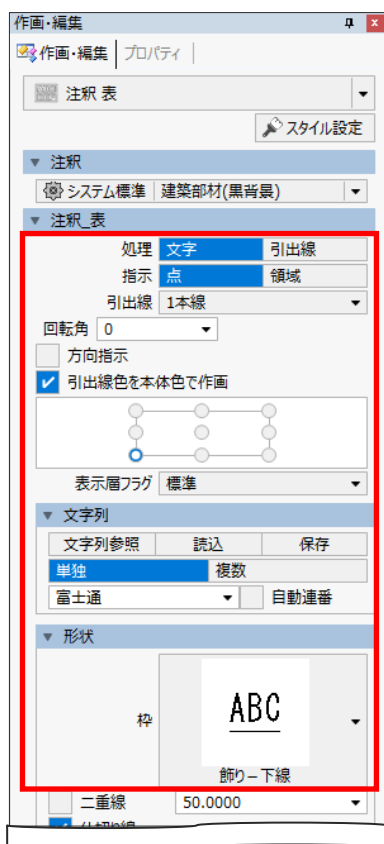 作画・編集
作画・編集 プロパティ
注釈 表
スタイル設定
注釈
システム標準 建築部材(黒背景)
注釈_表
処理 文字 引出線
指示 点 領域
引出線 1本線
回転角 0
方向指示
引出線色を本体色で作画
表示層フラグ 標準
文字列
文字列参照 読込 保存
単独 複数
富士通 自動連番
形状
枠 ABC
飾り－下線
二重線 50.0000